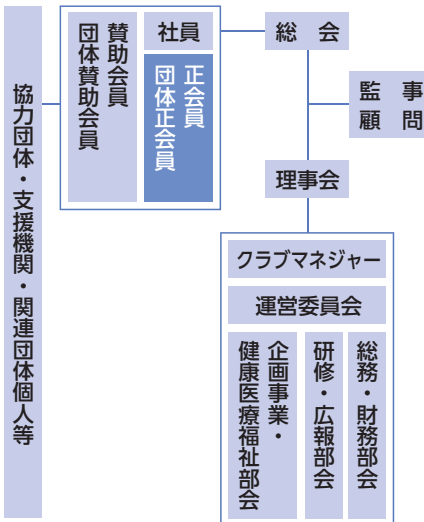 協力団体・支援機関・関連団体個人等
賛助会員
団体賛助会員
社員
正会員
団体正会員
総　会
監　事
顧　問
理事会
クラブマネジャー
運営委員会
企画事業・
健康医療福祉部会
研修・広報部会
総務・財務部会